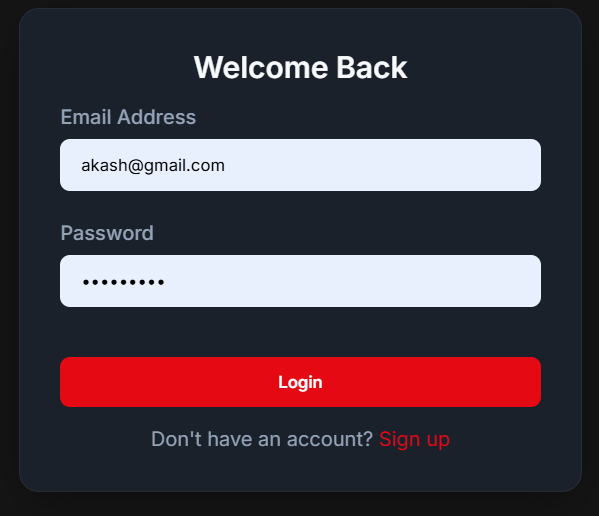 Welcome Back
Email Address
akash@gmail.com
Password
•••••••••
Login
Don't have an account? Sign up